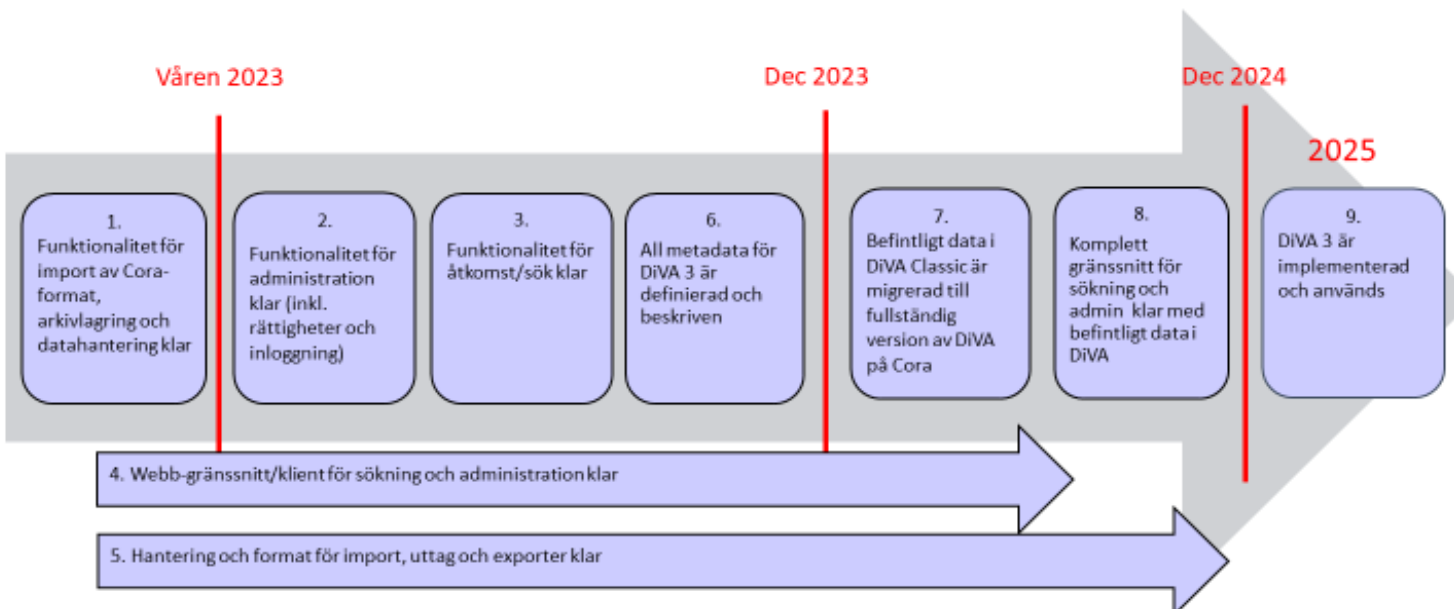 Våren 2023
Dec 2023
Dec 2024
2025
1.
Funktionalitet för
import av Cora-
format,
arkivlagring och
datahantering klar
2.
Funktionalitet för
administration
klar (inkl.
rättigheter och
inloggning)
3.
Funktionalitet för
åtkomst/sök klar
6.
All metadata för
DiVA 3 är
definierad och
beskriven
7.
Befintligt data i
DiVA Classic är
migrerad till
fullständig
version av DiVA
på Cora
8.
Komplett
gränssnitt för
sökning och
admin klar med
befintligt data i
DiVA
9.
DiVA 3 är
implementerad
och används
4. Webb-gränssnitt/klient för sökning och administration klar
5. Hantering och format för import, uttag och exporter klar